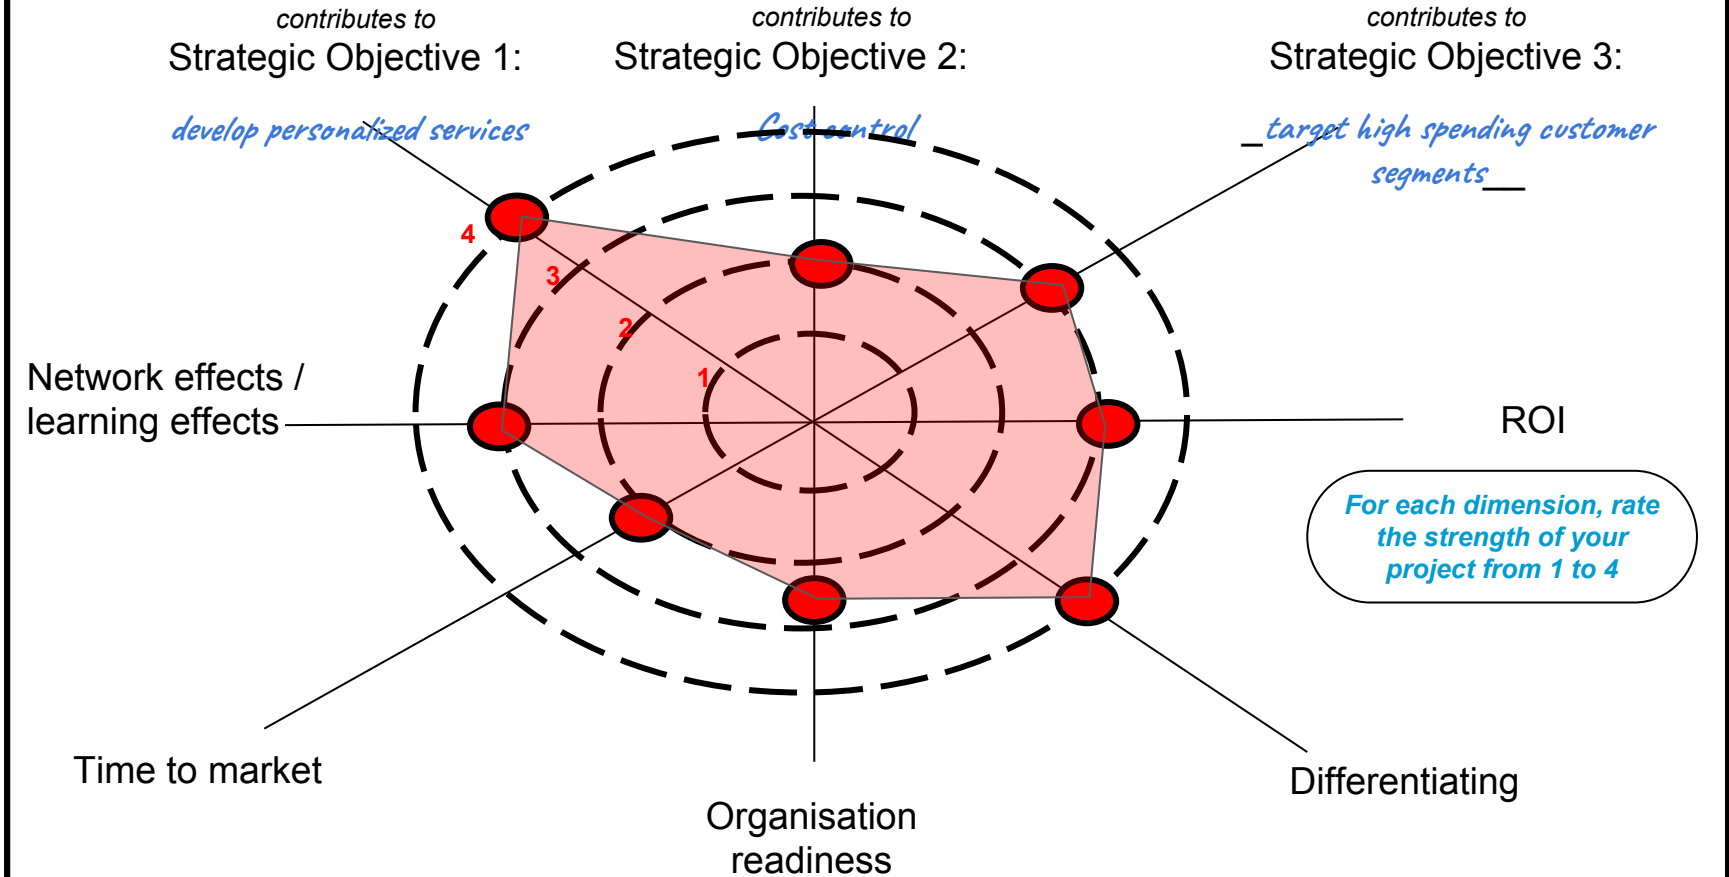 contributes to
Strategic Objective 1:
develop personalized services
contributes to
Strategic Objective 2:
Cost control
contributes to
Strategic Objective 3:
_target high spending customer
segments__
4
3
2
1
Network effects /
learning effects
ROI
For each dimension, rate
the strength of your
project from 1 to 4
Time to market
Organisation
readiness
Differentiating